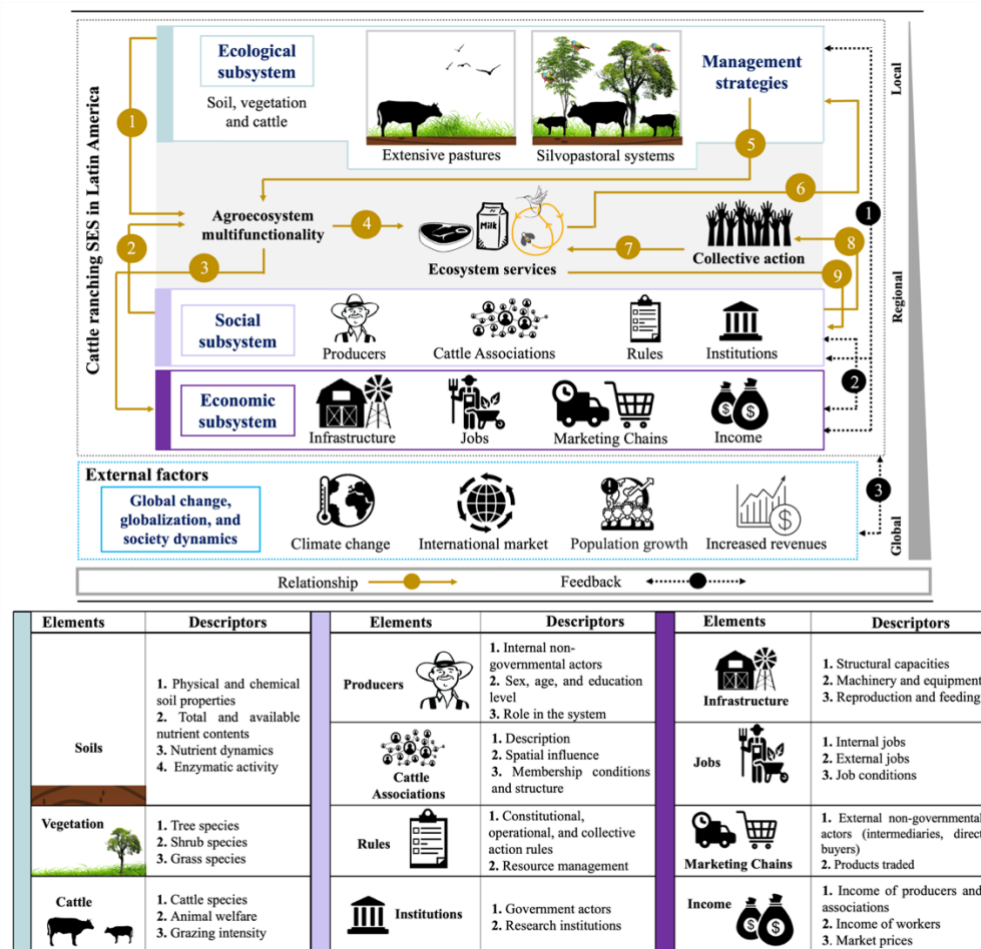 Cattle ranching SES in Latin America
Ecological
subsystem
Soil, vegetation
and cattle
Extensive pastures
Silvopastoral systems
Management
strategies
Local
1
5
6
1
Agroecosystem
multifunctionality
4
Milk
Ecosystem services
7
Collective action
8
2
3
9
Regional
Social
subsystem
Producers
Cattle Associations
Rules
Institutions
2
Economic
subsystem
Infrastructure
Jobs
Marketing Chains
$
$
Income
External factors
Global change,
globalization, and
society dynamics
Climate change
International market
Population growth
$
Increased revenues
3
Global
Relationship
Feedback
Elements
Descriptors
Soils
1. Physical and chemical
soil properties
2. Total and available
nutrient contents
3. Nutrient dynamics
4. Enzymatic activity
Vegetation
1. Tree species
2. Shrub species
3. Grass species
Cattle
1. Cattle species
2. Animal welfare
3. Grazing intensity
Elements
Descriptors
Producers
1. Internal non-
governmental actors
2. Sex, age, and education
level
3. Role in the system
Cattle
Associations
1. Description
2. Spatial influence
3. Membership conditions
and structure
Rules
1. Constitutional,
operational, and collective
action rules
2. Resource management
Institutions
1. Government actors
2. Research institutions
Elements
Descriptors
Infrastructure
1. Structural capacities
2. Machinery and equipment
3. Reproduction and feeding
Jobs
1. Internal jobs
2. External jobs
3. Job conditions
Marketing Chains
1. External non-governmental
actors (intermediaries, direct
buyers)
2. Products traded
Income
$
$
1. Income of producers and
associations
2. Income of workers
3. Market prices